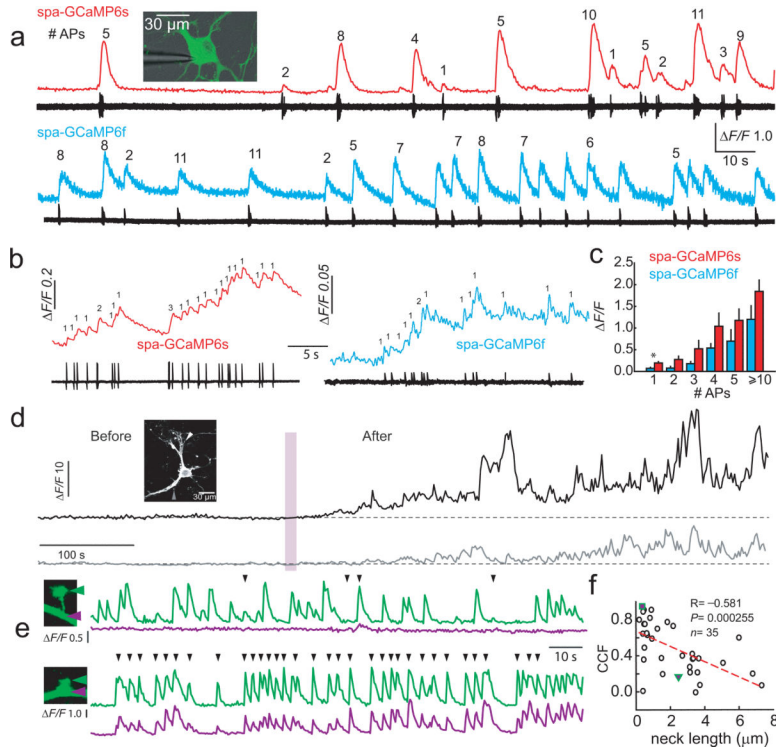 a
spa-GCaMP6s
# APs
30 μm
5 2 8 4 1 5 10 1 5 2 11 3 9
ΔF/F 1.0
10 s
spa-GCaMP6f
8 8 2 11 11 2 5 7 7 8 7 6 5
b
ΔF/F 0.2
1 1 1 1 2 1 1 3 1 1 1 1 1 1 1 1 1 1 1 1 1
spa-GCaMP6s
5 s
ΔF/F 0.05
1 1 1 1 2 1 1 1 1 1 1 1 1
spa-GCaMP6f
c
spa-GCaMP6s
spa-GCaMP6f
ΔF/F
2.5
2.0
1.5
1.0
0.5
0.0
*
1 2 3 4 5 ≥10
# APs
d
Before
After
30 μm
ΔF/F 10
100 s
e
ΔF/F 0.5
10 s
ΔF/F 1.0
f
R= −0.581
P= 0.000255
n= 35
CCF
0.8
0.4
0.0
0 2 4 6 8
neck length (μm)